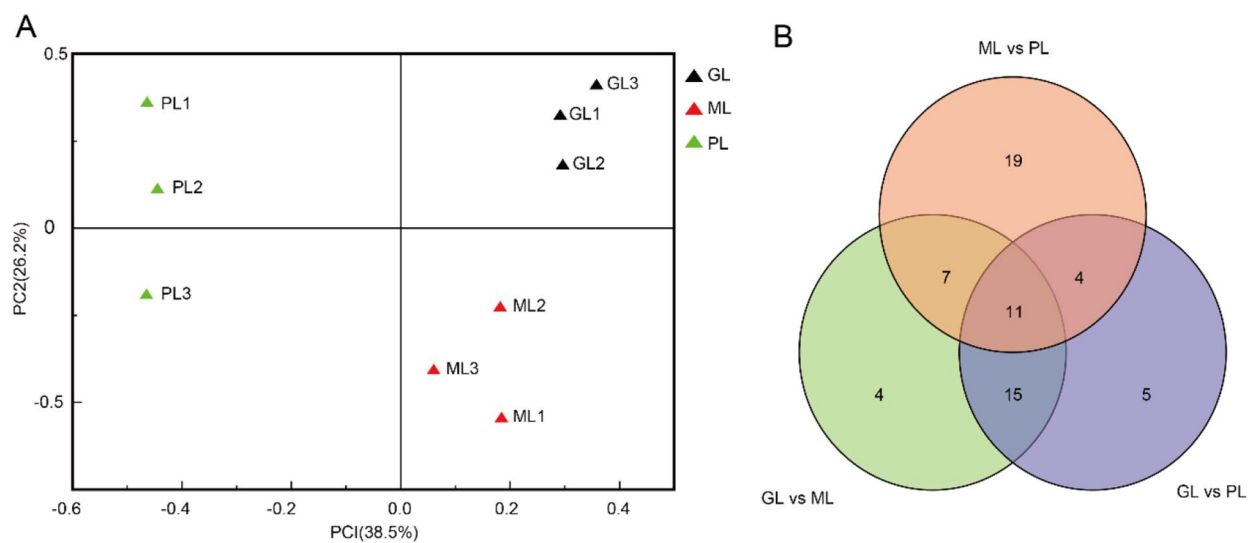 A
0.5
0
-0.5
PC2(26.2%)
-0.6
-0.4
-0.2
0.0
0.2
0.4
PCI(38.5%)
PL1
PL2
PL3
GL3
GL1
GL2
ML2
ML3
ML1
GL
ML
PL
B
ML vs PL
19
7
4
11
4
15
5
GL vs ML
GL vs PL